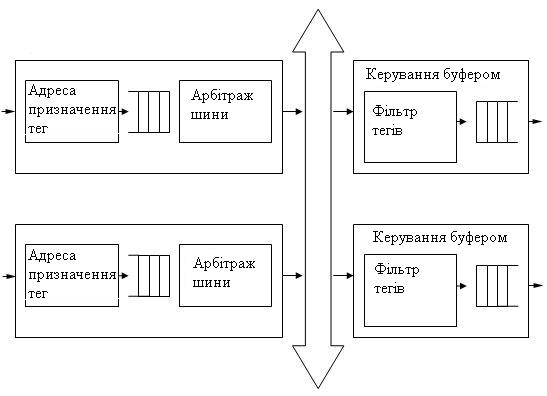 Адреса
призначення
тег
Арбітраж
шини
Керування буфером
Фільтр
тегів
Адреса
призначення
тег
Арбітраж
шини
Керування буфером
Фільтр
тегів